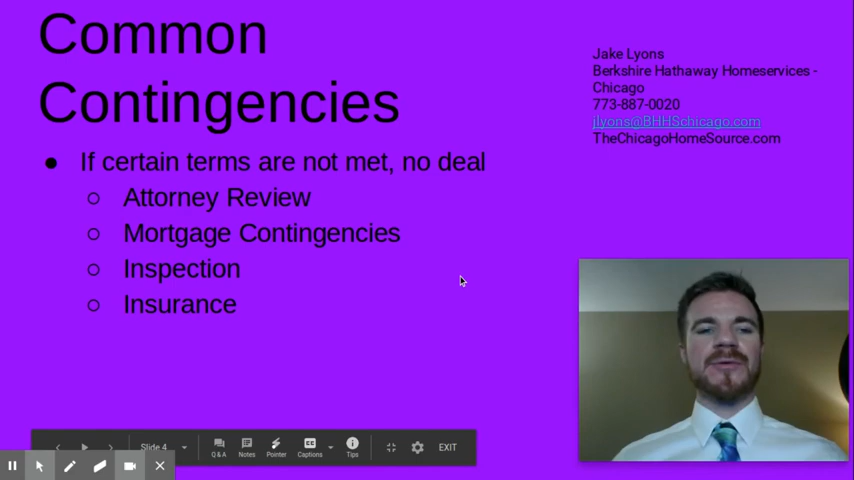 Common
Contingencies
● If certain terms are not met, no deal
○ Attorney Review
○ Mortgage Contingencies
○ Inspection
○ Insurance
Jake Lyons
Berkshire Hathaway Homeservices -
Chicago
773-887-0020
jlyons@BHHSchicago.com
TheChicagoHomeSource.com
Slide 4
Q & A
Notes
Pointer
CC
Captions
Tips
EXIT